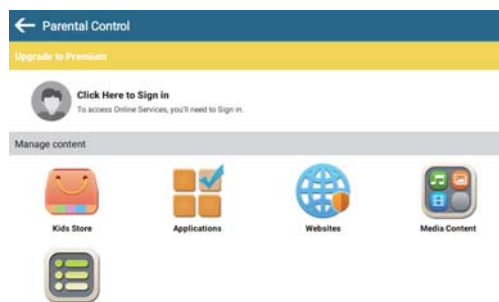 Parental Control
Upgrade to Premium
Click Here to Sign in
To access Online Services, you'll need to Sign in.
Manage content
Kids Store
Applications
Websites
Media Content